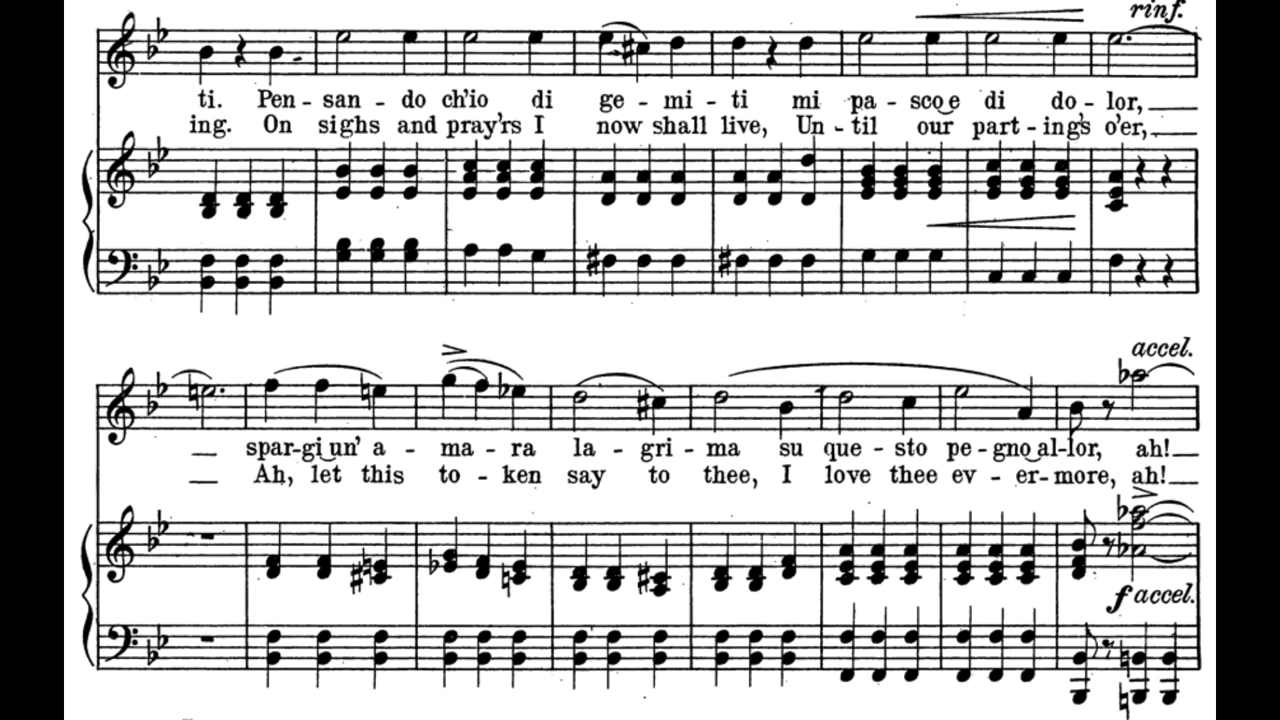 rinf.
ti. Pen - san - do ch'io di ge - mi - ti mi pa - sco e di do - lor,
ing. On sighs and pray'rs I now shall live, Un - til our part - ing's o'er,
accel.
spar - gi un' a - ma - ra la - gri - ma su que - sto pe - gno al - lor, ah!
Ah, let this to - ken say to thee, I love thee ev - er - more, ah!
f accel.